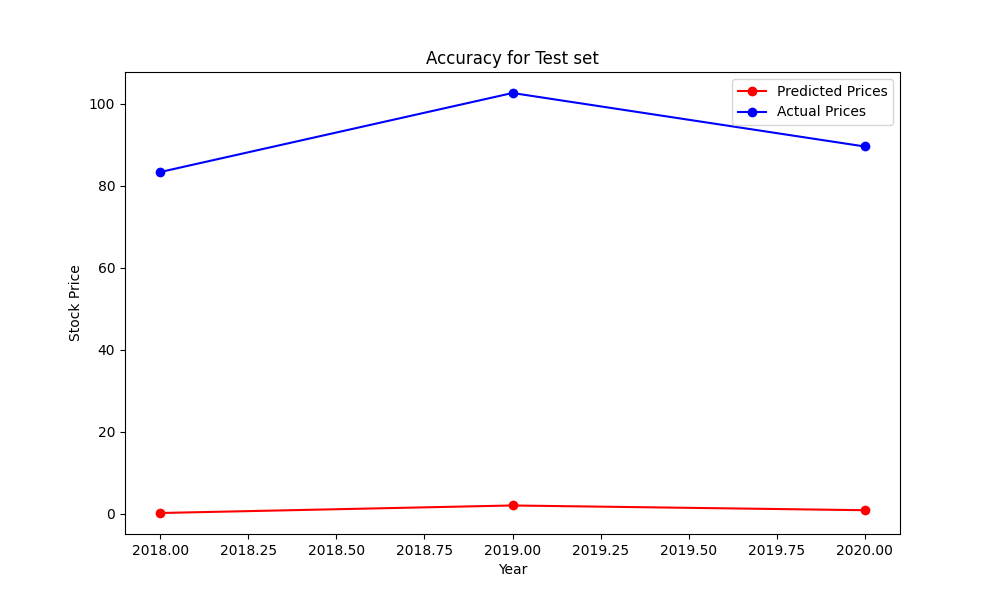 Accuracy for Test set
Predicted Prices
Actual Prices
Stock Price
100
80
60
40
20
0
2018.00 2018.25 2018.50 2018.75 2019.00 2019.25 2019.50 2019.75 2020.00
Year